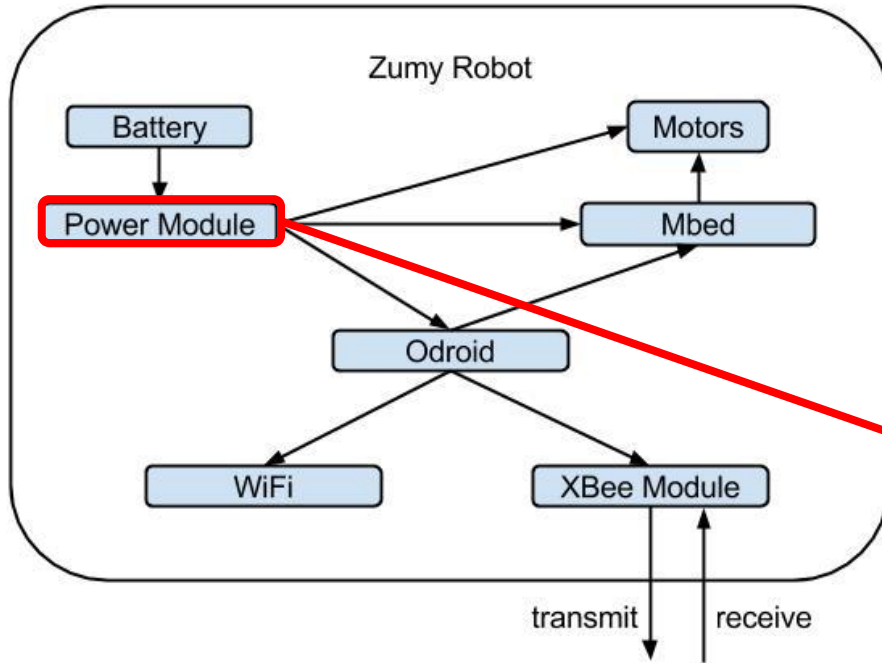 Zumy Robot
Battery
Motors
Power Module
Mbed
Odroid
WiFi
XBee Module
transmit
receive